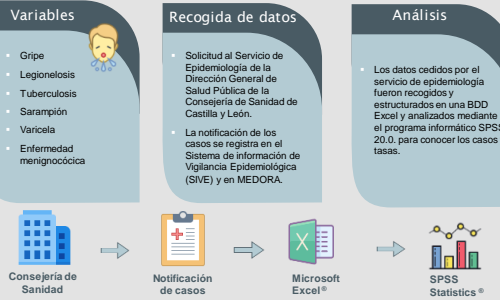 Variables
Gripe
Legionelosis
Tuberculosis
Sarampión
Varicela
Enfermedad
menignocócica
Recogida de datos
Solicitud al Servicio de
Epidemiología de la
Dirección General de
Salud Pública de la
Consejería de Sanidad de
Castilla y León.
La notificación de los
casos se registra en el
Sistema de información de
Vigilancia Epidemiológica
(SIVE) y en MEDORA.
Análisis
Los datos cedidos por el
servicio de epidemiología
fueron recogidos y
estructurados en una BDD
Excel y analizados mediante
el programa informático SPSS
20.0. para conocer los casos
tasas.
Consejería de
Sanidad
Notificación
de casos
X
Microsoft
Excel®
SPSS
Statistics ®